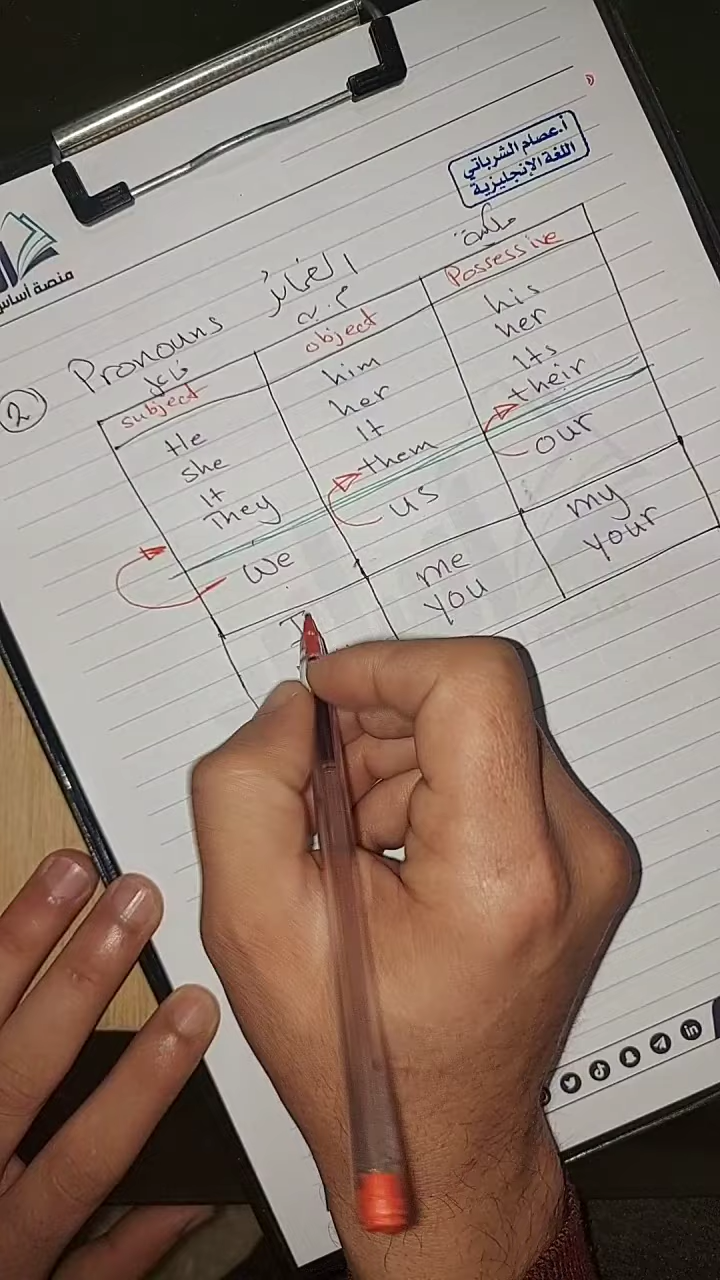 أ.عصام الشرباتي
اللغة الإنجليزية
منصة أساس
2) Pronouns الضمائر
فاعل م.به ملكية
subject object Possessive
He him his
she her her
It It Its
They them their
we us our
I me my
you your